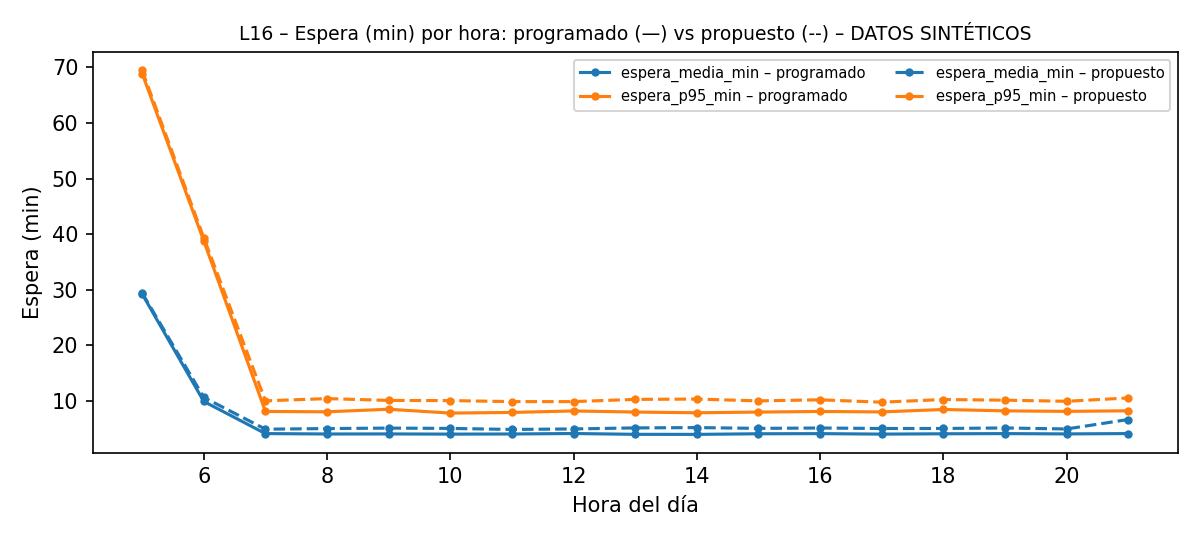 L16 – Espera (min) por hora: programado (—) vs propuesto (--) – DATOS SINTÉTICOS
espera_media_min – programado
espera_p95_min – programado
espera_media_min – propuesto
espera_p95_min – propuesto
Espera (min)
70
60
50
40
30
20
10
6 8 10 12 14 16 18 20
Hora del día